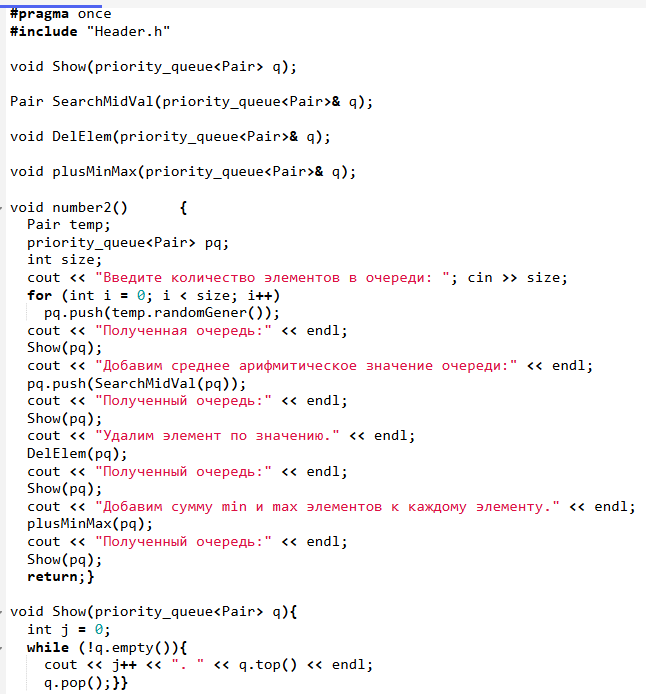 #pragma once
#include "Header.h"
void Show(priority_queue<Pair> q);
Pair SearchMidVal(priority_queue<Pair>& q);
void DelElem(priority_queue<Pair>& q);
void plusMinMax(priority_queue<Pair>& q);
void number2() {
Pair temp;
priority_queue<Pair> pq;
int size;
cout << "Введите количество элементов в очереди: "; cin >> size;
for (int i = 0; i < size; i++)
pq.push(temp.randomGener());
cout << "Полученная очередь:" << endl;
Show(pq);
cout << "Добавим среднее арифмитическое значение очереди:" << endl;
pq.push(SearchMidVal(pq));
cout << "Полученный очередь:" << endl;
Show(pq);
cout << "Удалим элемент по значению." << endl;
DelElem(pq);
cout << "Полученный очередь:" << endl;
Show(pq);
cout << "Добавим сумму min и max элементов к каждому элементу." << endl;
plusMinMax(pq);
cout << "Полученный очередь:" << endl;
Show(pq);
return;}
void Show(priority_queue<Pair> q){
int j = 0;
while (!q.empty()){
cout << j++ << ". " << q.top() << endl;
q.pop();}}